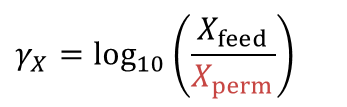 γ_X = log_10 (X_feed / X_perm)